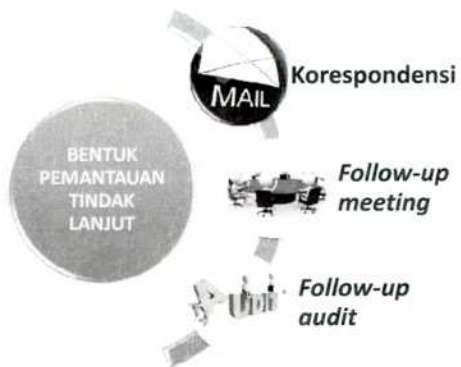 MAIL
Korespondensi
BENTUK
PEMANTAUAN
TINDAK
LANJUT
Follow-up
meeting
Follow-up
audit